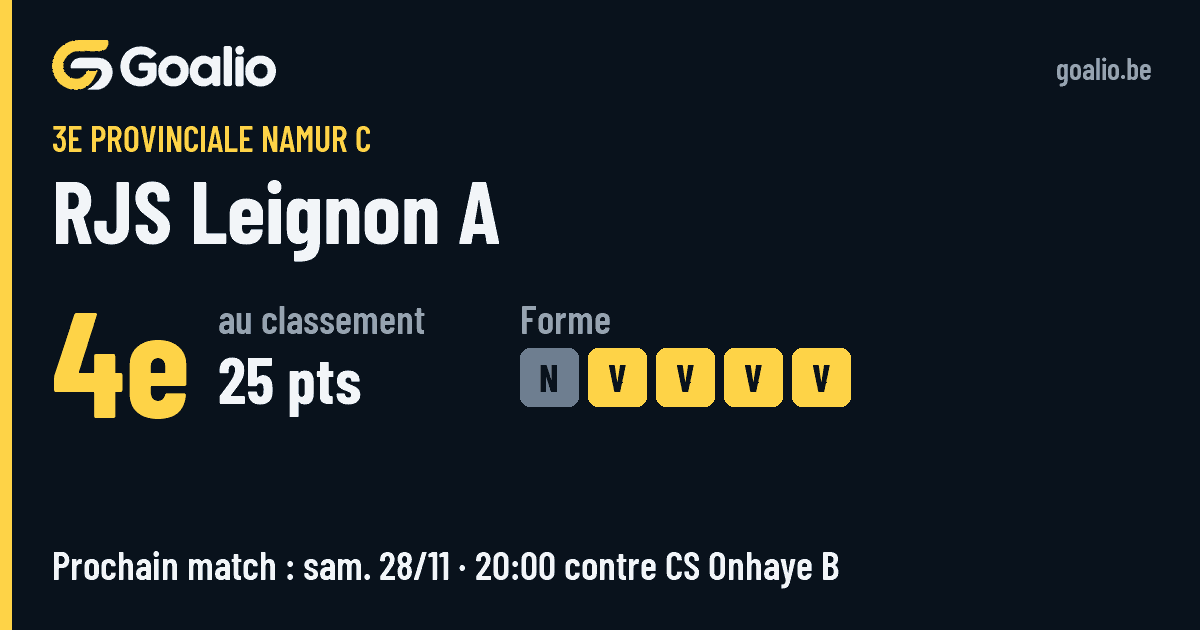 Goalio
goalio.be
3E PROVINCIALE NAMUR C
RJS Leignon A
4e
au classement
25 pts
Forme
N V V V V
Prochain match : sam. 28/11 · 20:00 contre CS Onhaye B